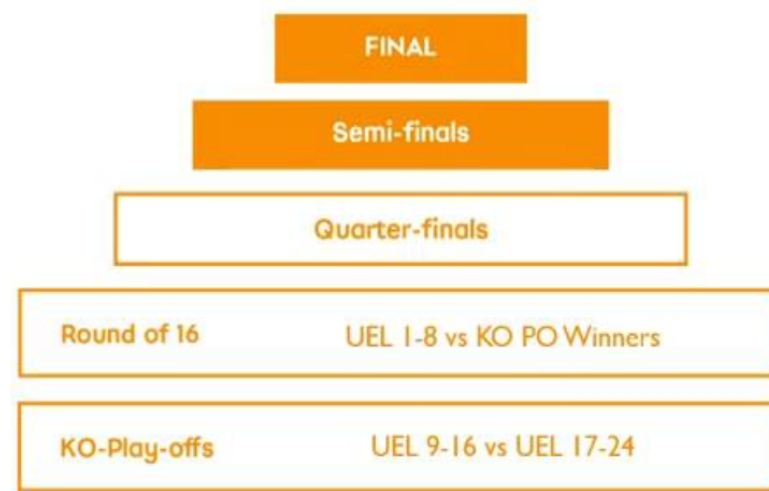 FINAL
Semi-finals
Quarter-finals
Round of 16 UEL 1-8 vs KO PO Winners
KO-Play-offs UEL 9-16 vs UEL 17-24